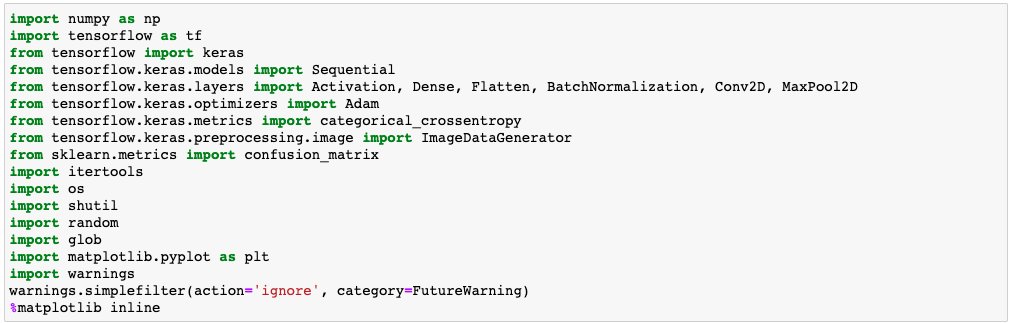 import numpy as np
import tensorflow as tf
from tensorflow import keras
from tensorflow.keras.models import Sequential
from tensorflow.keras.layers import Activation, Dense, Flatten, BatchNormalization, Conv2D, MaxPool2D
from tensorflow.keras.optimizers import Adam
from tensorflow.keras.metrics import categorical_crossentropy
from tensorflow.keras.preprocessing.image import ImageDataGenerator
from sklearn.metrics import confusion_matrix
import itertools
import os
import shutil
import random
import glob
import matplotlib.pyplot as plt
import warnings
warnings.simplefilter(action='ignore', category=FutureWarning)
%matplotlib inline